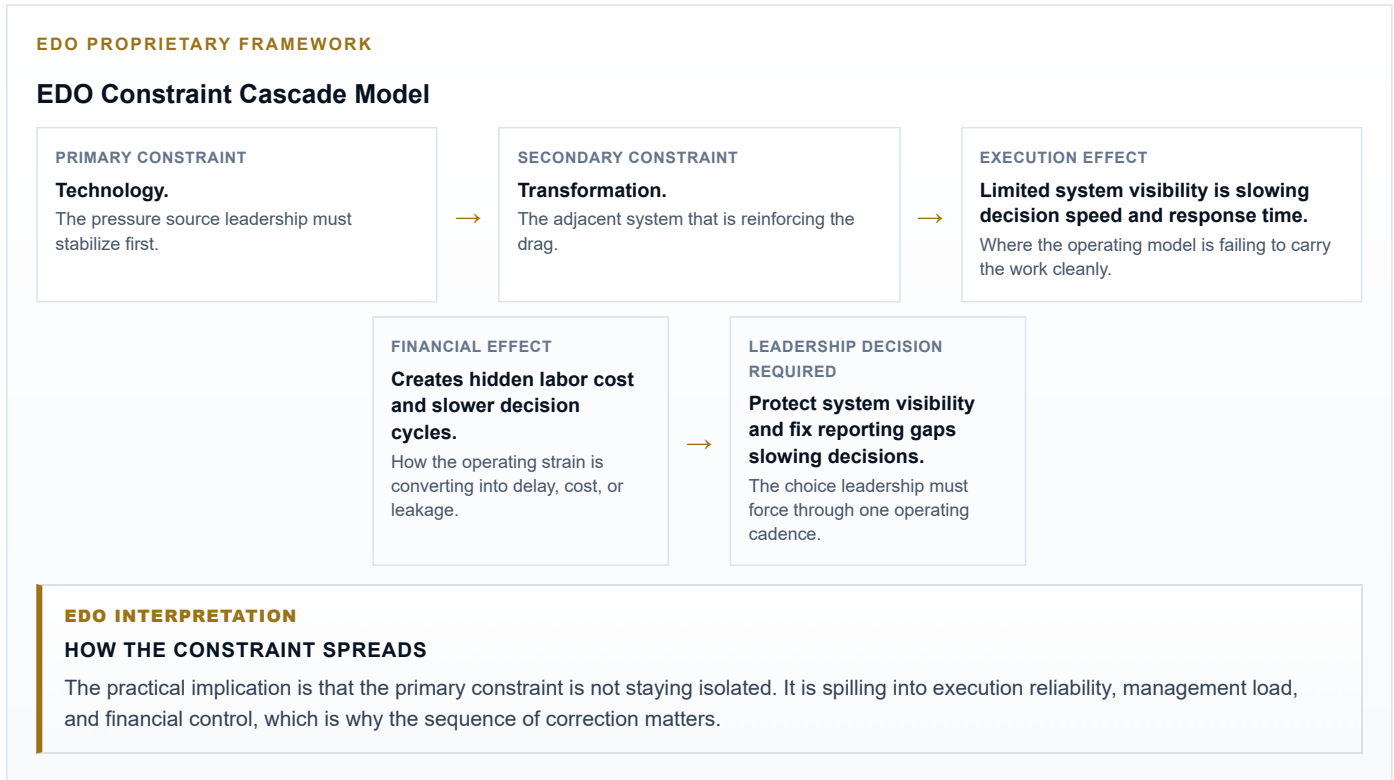 EDO PROPRIETARY FRAMEWORK
EDO Constraint Cascade Model
PRIMARY CONSTRAINT
Technology.
The pressure source leadership must
stabilize first.
→
SECONDARY CONSTRAINT
Transformation.
The adjacent system that is reinforcing the
drag.
→
EXECUTION EFFECT
Limited system visibility is slowing
decision speed and response time.
Where the operating model is failing to carry
the work cleanly.
FINANCIAL EFFECT
Creates hidden labor cost
and slower decision
cycles.
How the operating strain is
converting into delay, cost, or
leakage.
→
LEADERSHIP DECISION
REQUIRED
Protect system visibility
and fix reporting gaps
slowing decisions.
The choice leadership must
force through one operating
cadence.
EDO INTERPRETATION
HOW THE CONSTRAINT SPREADS
The practical implication is that the primary constraint is not staying isolated. It is spilling into execution reliability, management load,
and financial control, which is why the sequence of correction matters.